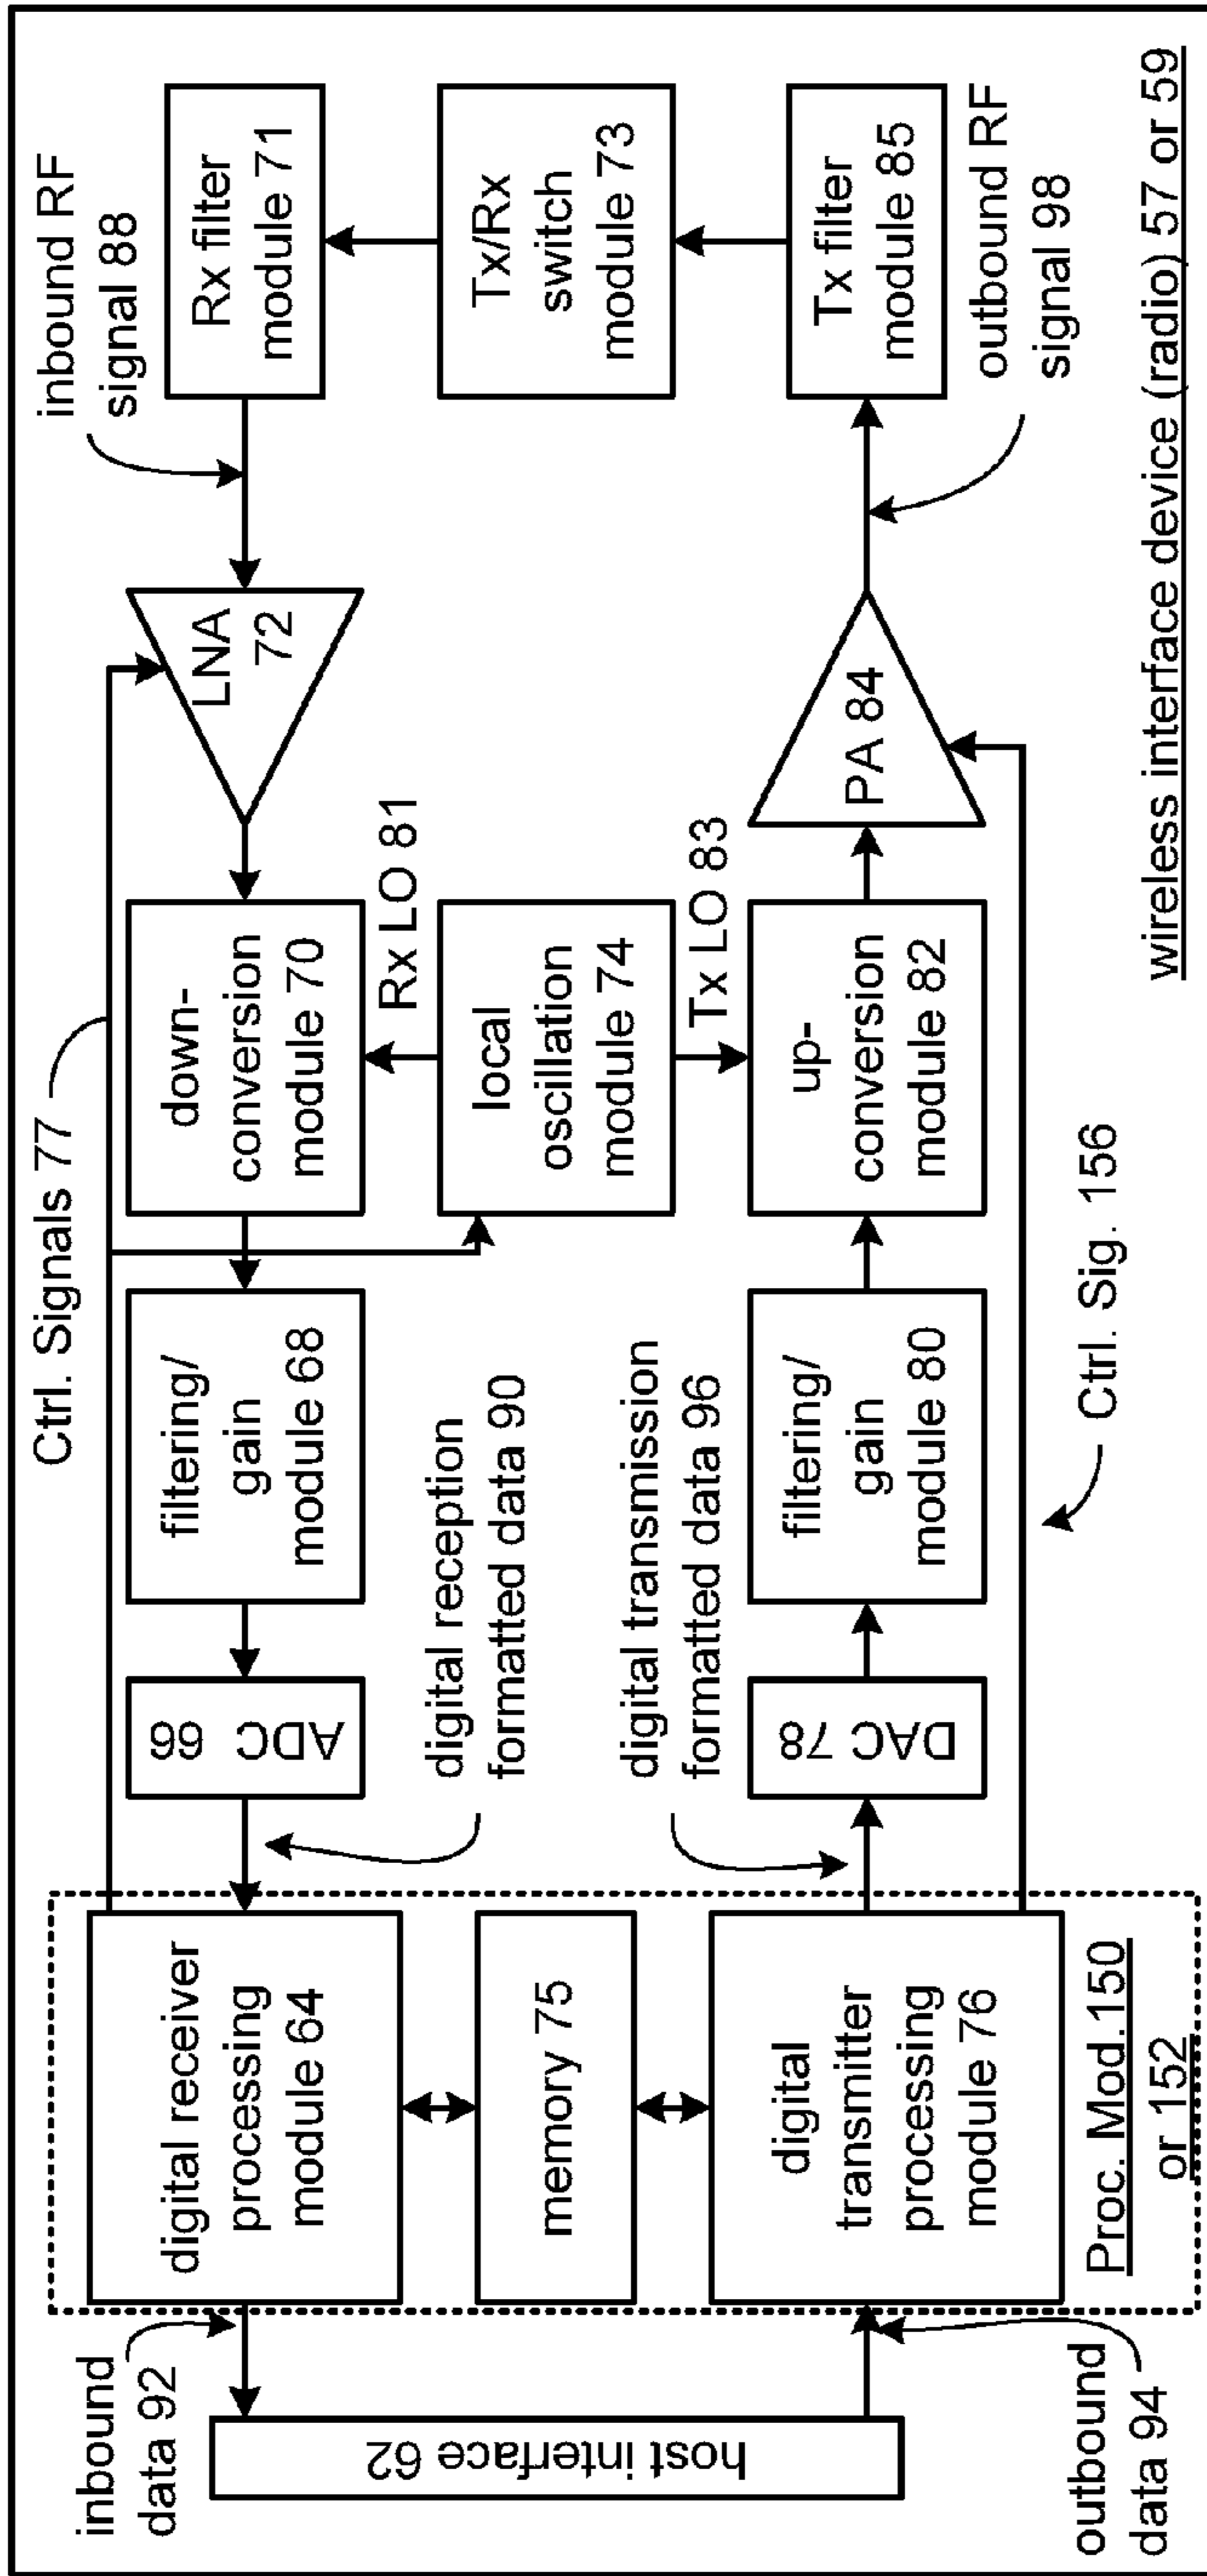 inbound RF
signal 88
Ctrl. Signals 77
inbound
data 92
digital receiver
processing
module 64
ADC 66
filtering/
gain
module 68
down-
conversion
module 70
LNA
72
Rx filter
module 71
Rx LO 81
host interface 62
memory 75
digital reception
formatted data 90
local
oscillation
module 74
Tx/Rx
switch
module 73
digital transmission
formatted data 96
Tx LO 83
digital
transmitter
processing
module 76
DAC 78
filtering/
gain
module 80
up-
conversion
module 82
PA 84
Tx filter
module 85
outbound RF
signal 98
outbound
data 94
Proc. Mod.150
or 152
Ctrl. Sig. 156
wireless interface device (radio) 57 or 59